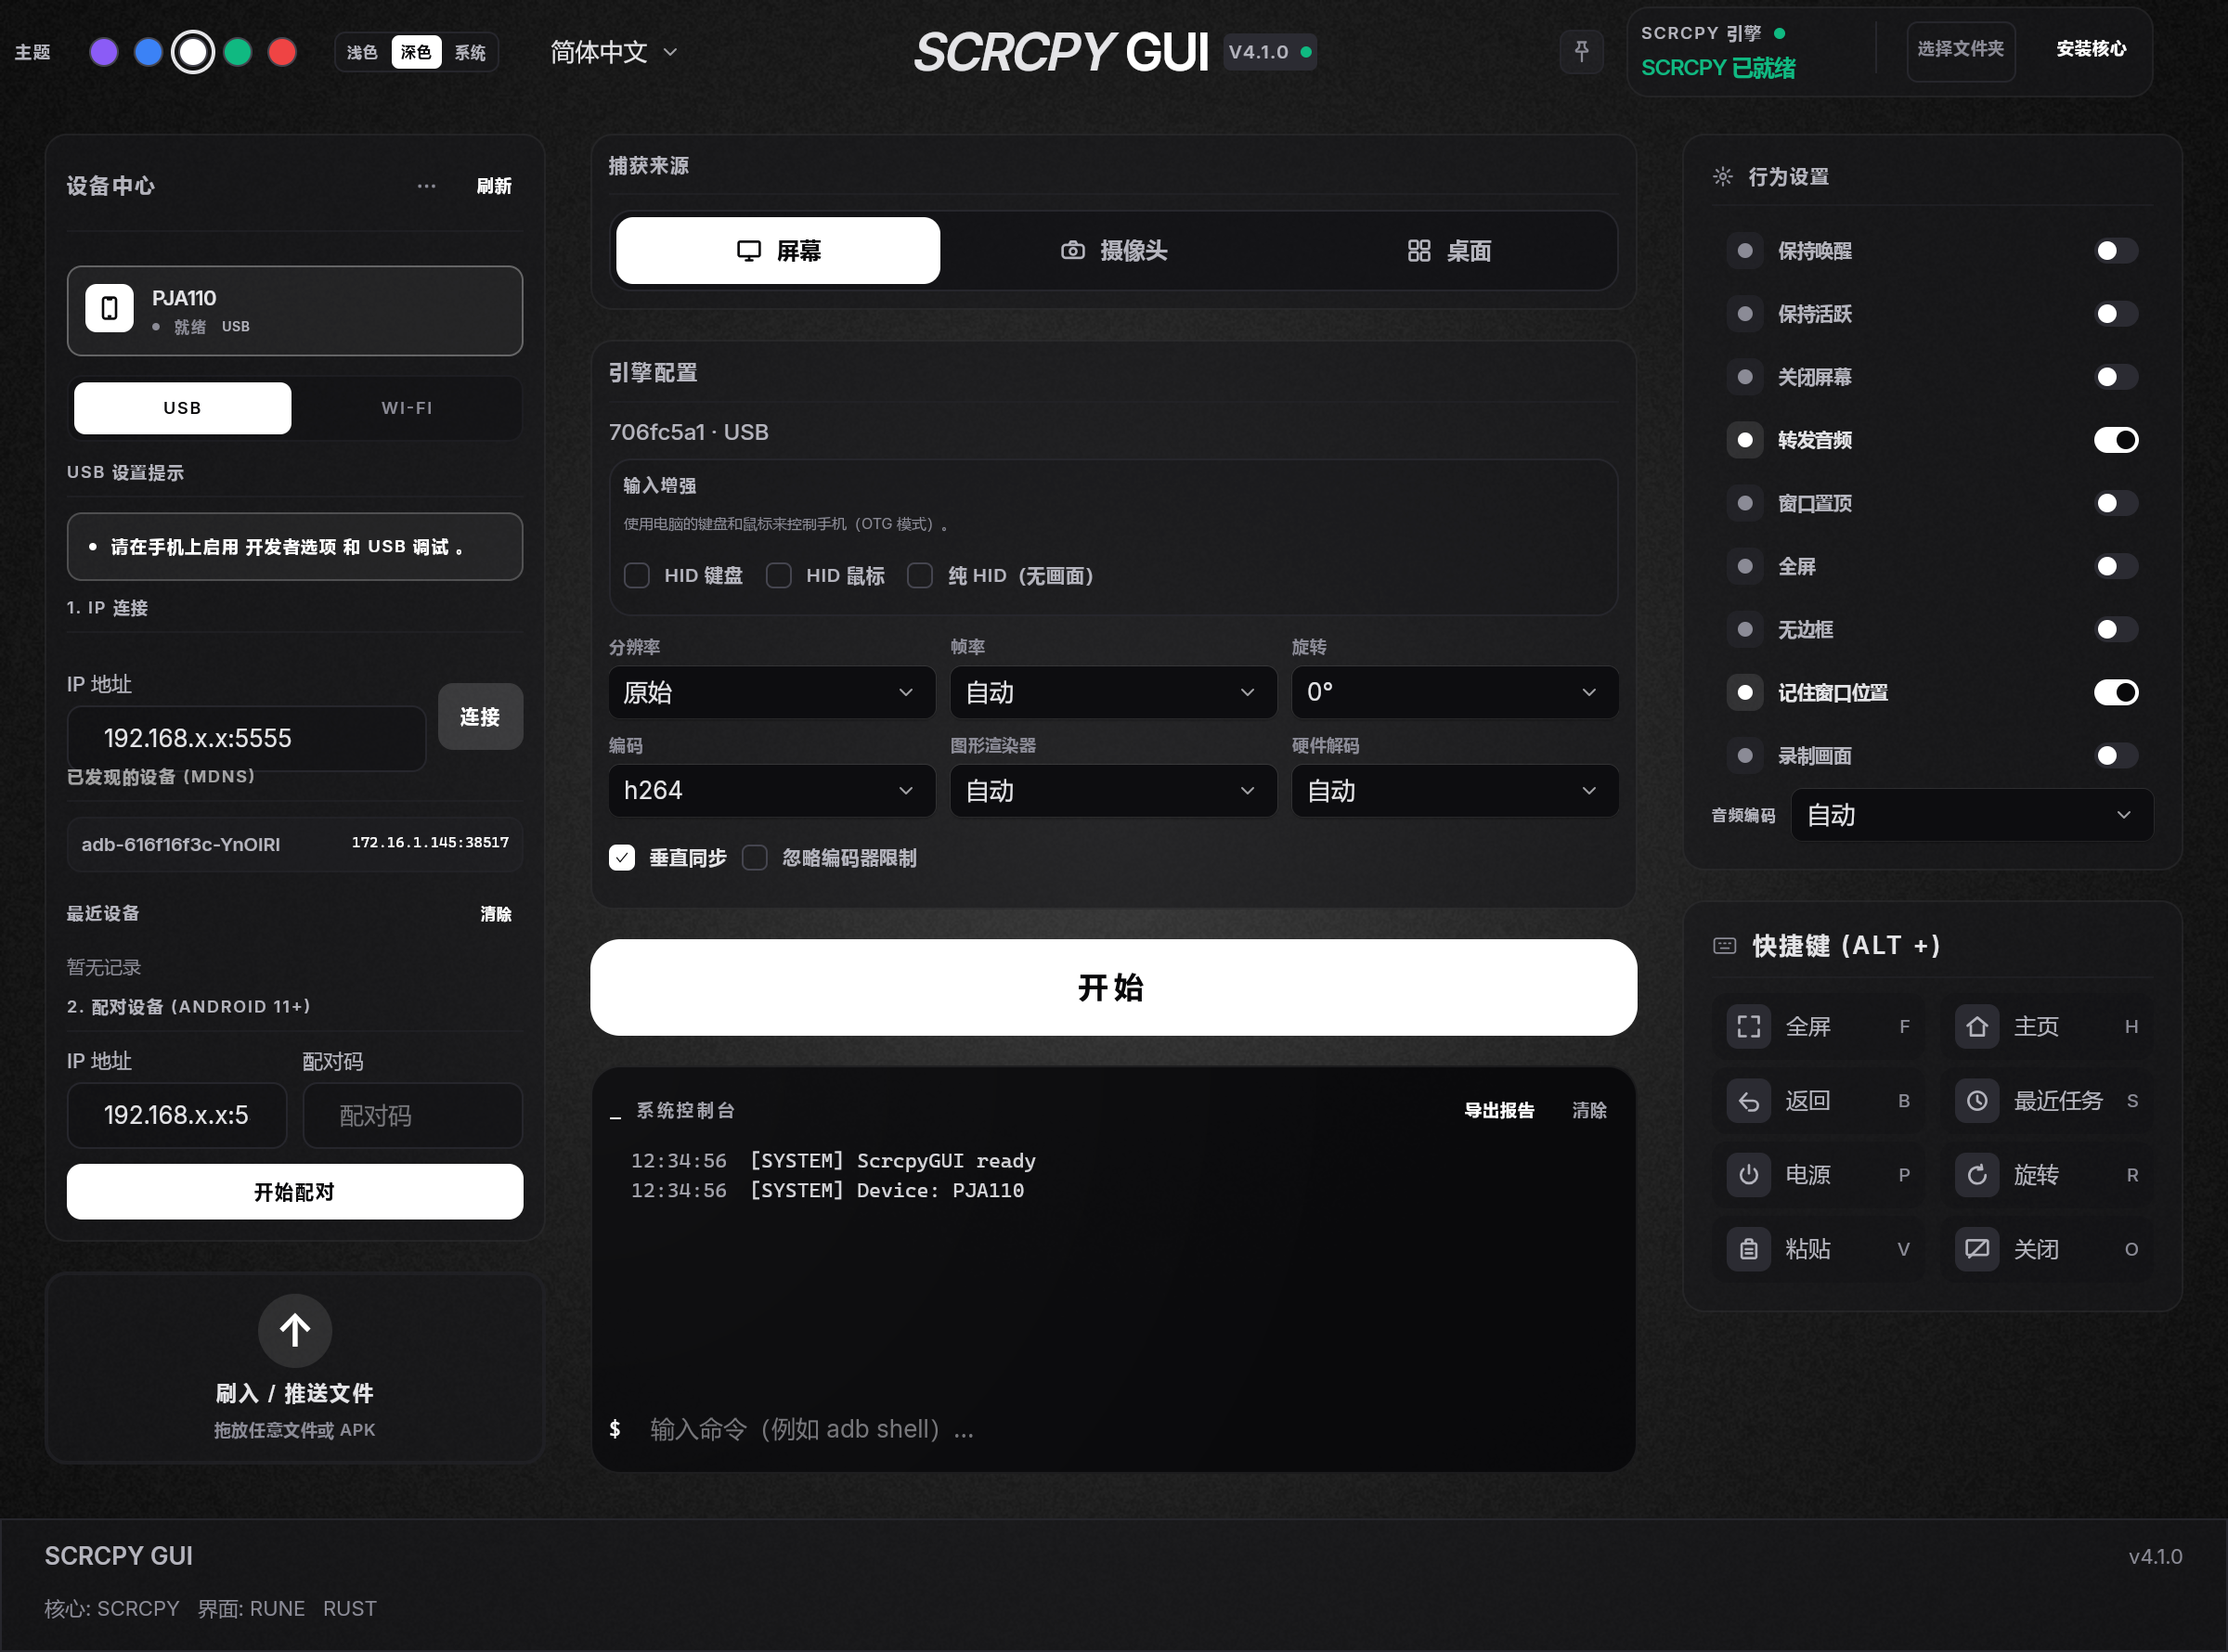 主题
浅色 深色 系统
简体中文
SCRCPY GUI V4.1.0
SCRCPY 引擎
SCRCPY 已就绪
选择文件夹
安装核心
设备中心
... 刷新
PJA110
就绪 USB
USB WI-FI
USB 设置提示
• 请在手机上启用 开发者选项 和 USB 调试 。
1. IP 连接
IP 地址
192.168.x.x:5555
连接
已发现的设备 (MDNS)
adb-616f16f3c-YnOIRI 172.16.1.145:38517
最近设备 清除
暂无记录
2. 配对设备 (ANDROID 11+)
IP 地址 配对码
192.168.x.x:5 配对码
开始配对
刷入 / 推送文件
拖放任意文件或 APK
捕获来源
屏幕 摄像头 桌面
引擎配置
706fc5a1 · USB
输入增强
使用电脑的键盘和鼠标来控制手机（OTG 模式）。
HID 键盘 HID 鼠标 纯 HID（无画面）
分辨率 帧率 旋转
原始 自动 0°
编码 图形渲染器 硬件解码
h264 自动 自动
垂直同步 忽略编码器限制
开始
_ 系统控制台 导出报告 清除
12:34:56 [SYSTEM] ScrcpyGUI ready
12:34:56 [SYSTEM] Device: PJA110
$ 输入命令（例如 adb shell）...
行为设置
保持唤醒
保持活跃
关闭屏幕
转发音频
窗口置顶
全屏
无边框
记住窗口位置
录制画面
音频编码 自动
快捷键 (ALT +)
全屏 F 主页 H
返回 B 最近任务 S
电源 P 旋转 R
粘贴 V 关闭 O
SCRCPY GUI v4.1.0
核心: SCRCPY 界面: RUNE RUST